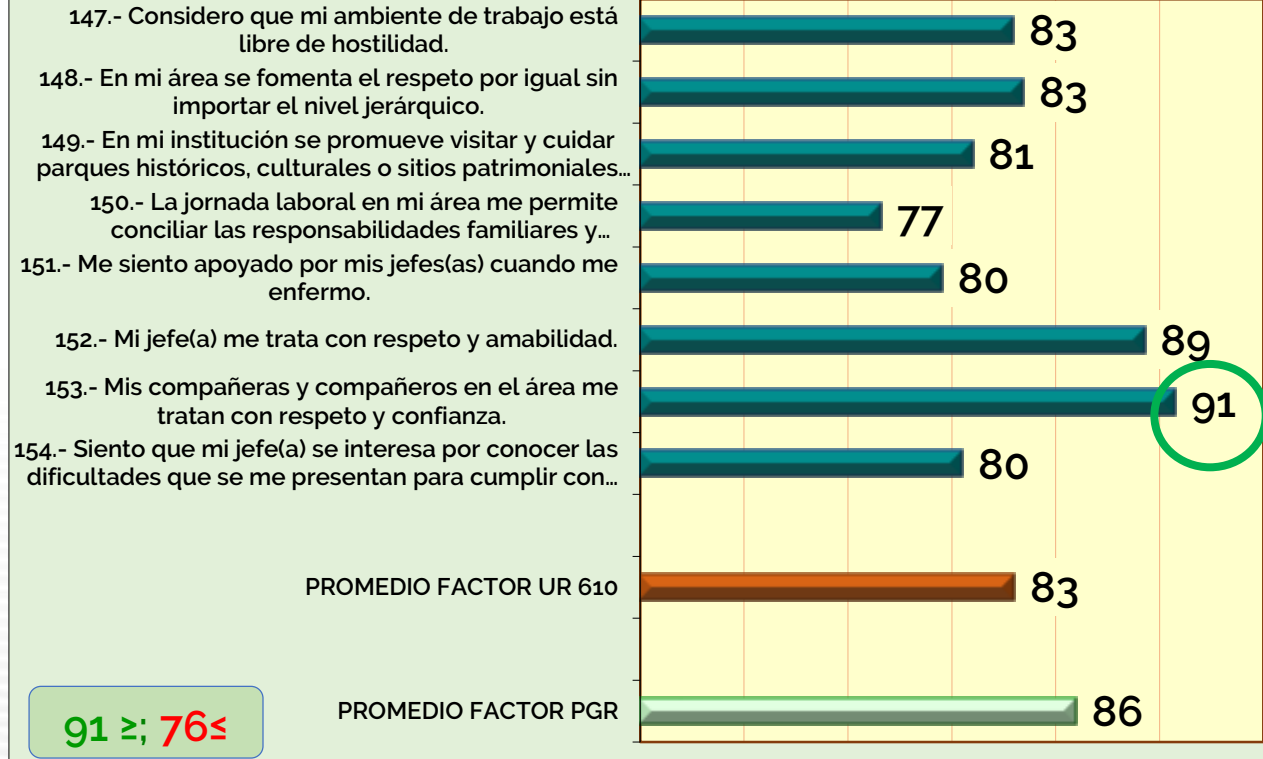 147.- Considero que mi ambiente de trabajo está
libre de hostilidad.
83
148.- En mi área se fomenta el respeto por igual sin
importar el nivel jerárquico.
83
149.- En mi institución se promueve visitar y cuidar
parques históricos, culturales o sitios patrimoniales…
81
150.- La jornada laboral en mi área me permite
conciliar las responsabilidades familiares y…
77
151.- Me siento apoyado por mis jefes(as) cuando me
enfermo.
80
152.- Mi jefe(a) me trata con respeto y amabilidad.
89
153.- Mis compañeras y compañeros en el área me
tratan con respeto y confianza.
91
154.- Siento que mi jefe(a) se interesa por conocer las
dificultades que se me presentan para cumplir con…
80
PROMEDIO FACTOR UR 610
83
PROMEDIO FACTOR PGR
86
91 ≥; 76≤